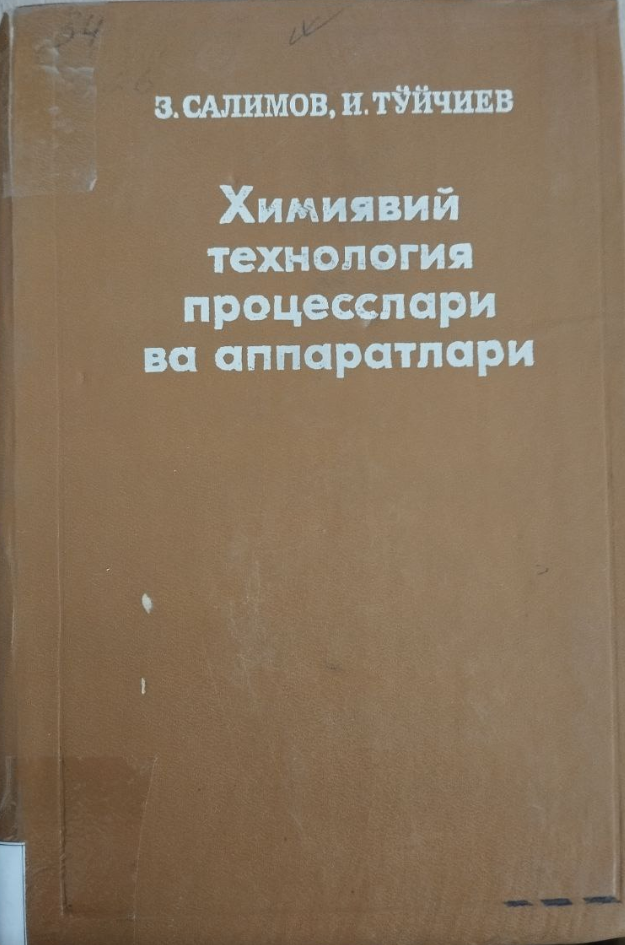 З. САЛИМОВ, И. ТЎЙЧИЕВ
Химиявий
технология
процесслари
ва аппаратлари